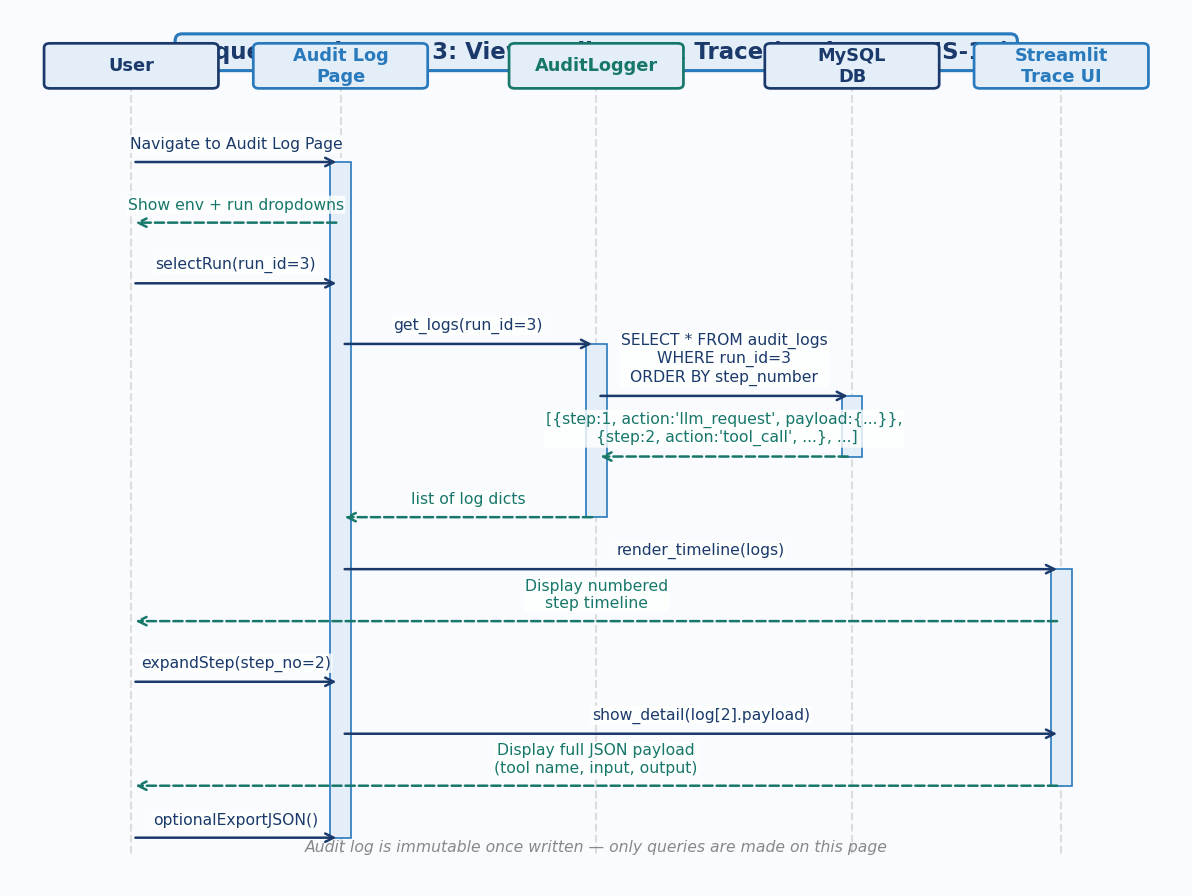 3:
Trace
User
Audit Log
Page
AuditLogger
MySQL
DB
Streamlit
Trace UI
Navigate to Audit Log Page
Show env + run dropdowns
selectRun(run_id=3)
get_logs(run_id=3)
SELECT * FROM audit_logs
WHERE run_id=3
ORDER BY step_number
[{step:1, action:'llm_request', payload:{...}},
{step:2, action:'tool_call', ...}, ...]
list of log dicts
render_timeline(logs)
Display numbered
step timeline
expandStep(step_no=2)
show_detail(log[2].payload)
Display full JSON payload
(tool name, input, output)
optionalExportJSON()
Audit log is immutable once written — only queries are made on this page